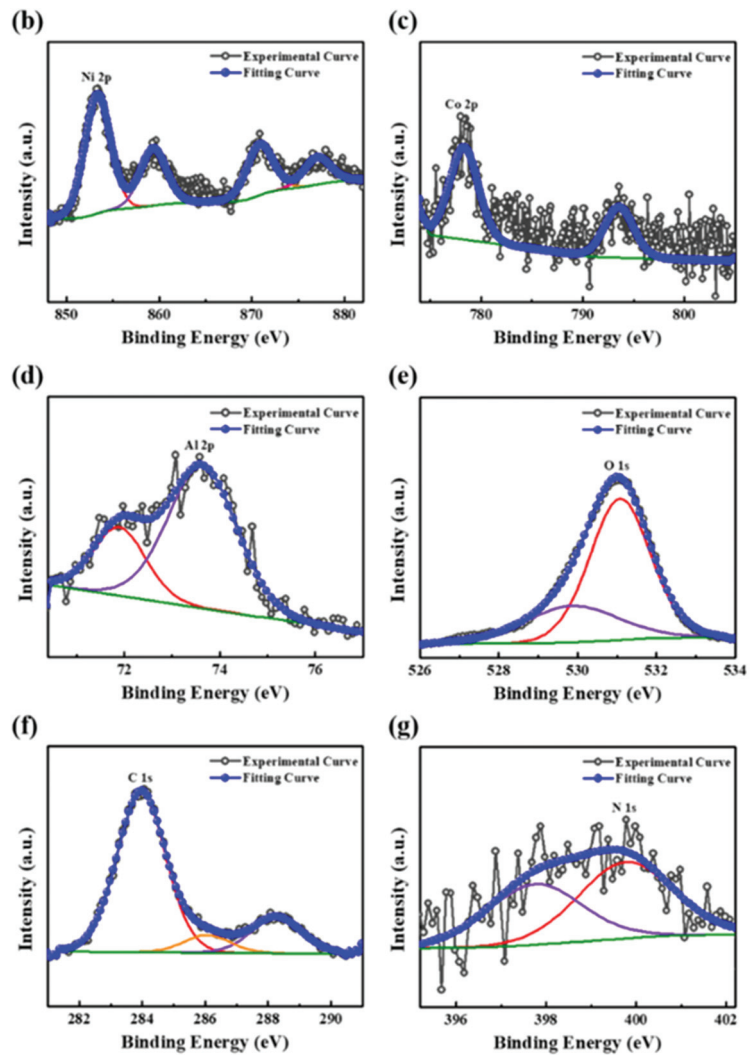 (b)
Experimental Curve
Fitting Curve
Ni 2p
Intensity (a.u.)
850 860 870 880
Binding Energy (eV)
(c)
Experimental Curve
Fitting Curve
Co 2p
Intensity (a.u.)
780 790 800
Binding Energy (eV)
(d)
Experimental Curve
Fitting Curve
Al 2p
Intensity (a.u.)
72 74 76
Binding Energy (eV)
(e)
Experimental Curve
Fitting Curve
O 1s
Intensity (a.u.)
526 528 530 532 534
Binding Energy (eV)
(f)
Experimental Curve
Fitting Curve
C 1s
Intensity (a.u.)
282 284 286 288 290
Binding Energy (eV)
(g)
Experimental Curve
Fitting Curve
N 1s
Intensity (a.u.)
396 398 400 402
Binding Energy (eV)